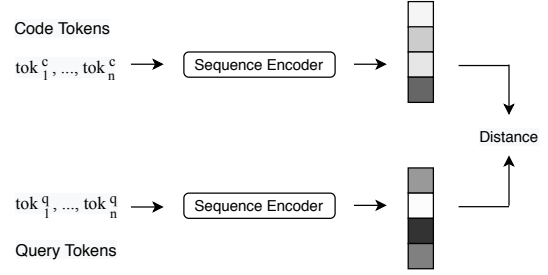 Code Tokens
tok c 1 , ..., tok c n
Sequence Encoder
Distance
tok q 1 , ..., tok q n
Sequence Encoder
Query Tokens